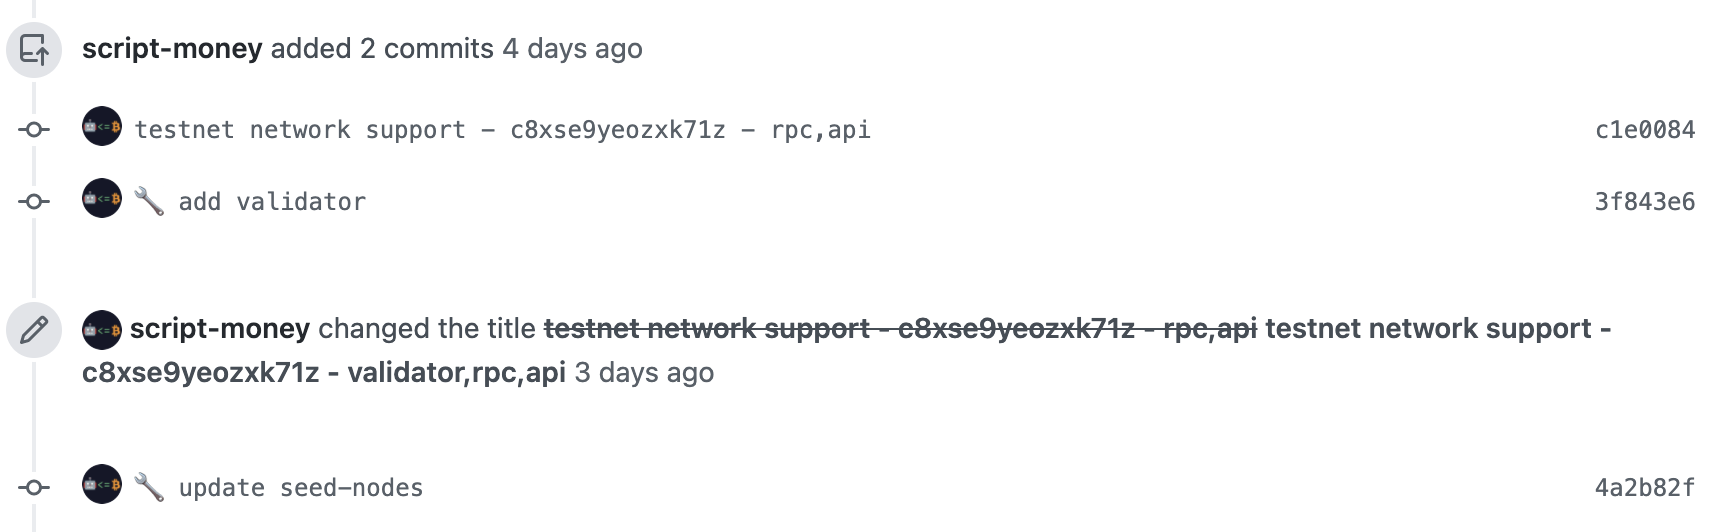 script-money added 2 commits 4 days ago
testnet network support - c8xse9yeozxk71z - rpc,api c1e0084
🔧 add validator 3f843e6
script-money changed the title testnet network support - c8xse9yeozxk71z - rpc,api testnet network support -
c8xse9yeozxk71z - validator,rpc,api 3 days ago
🔧 update seed-nodes 4a2b82f